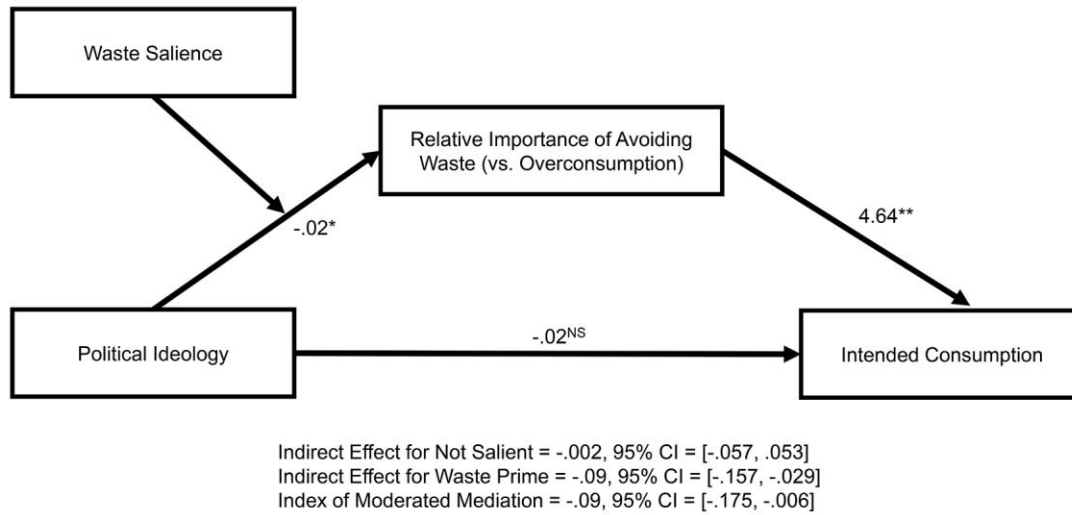 Waste Salience
Relative Importance of Avoiding
Waste (vs. Overconsumption)
-.02*
4.64**
Political Ideology
-.02NS
Intended Consumption
Indirect Effect for Not Salient = -.002, 95% CI = [-.057, .053]
Indirect Effect for Waste Prime = -.09, 95% CI = [-.157, -.029]
Index of Moderated Mediation = -.09, 95% CI = [-.175, -.006]